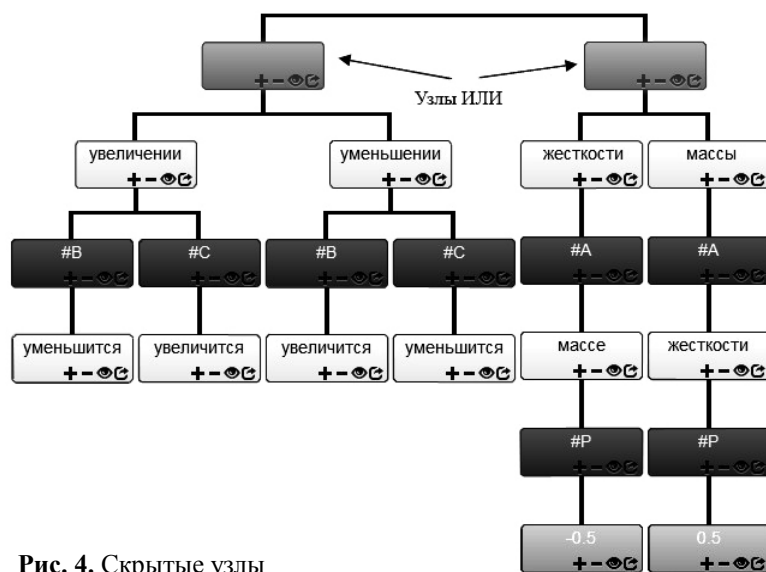 Узлы ИЛИ
увеличении
уменьшении
жесткости
массы
#B
#C
#B
#C
#A
#A
уменьшится
увеличится
увеличится
уменьшится
массе
жесткости
#P
#P
-0.5
0.5
Рис. 4. Скрытые узлы